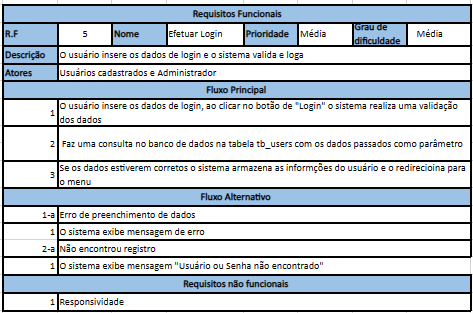 Requisitos Funcionais
R.F 5 Nome Efetuar Login Prioridade Média Grau de dificuldade Média
Descrição O usuário insere os dados de login e o sistema valida e loga
Atores Usuários cadastrados e Administrador
Fluxo Principal
1 O usuário insere os dados de login, ao clicar no botão de "Login" o sistema realiza uma validação
dos dados
2 Faz uma consulta no banco de dados na tabela tb_users com os dados passados como parâmetro
3 Se os dados estiverem corretos o sistema armazena as informções do usuário e o redirecioina para
o menu
Fluxo Alternativo
1-a Erro de preenchimento de dados
1 O sistema exibe mensagem de erro
2-a Não encontrou registro
1 O sistema exibe mensagem "Usuário ou Senha não encontrado"
Requisitos não funcionais
1 Responsividade